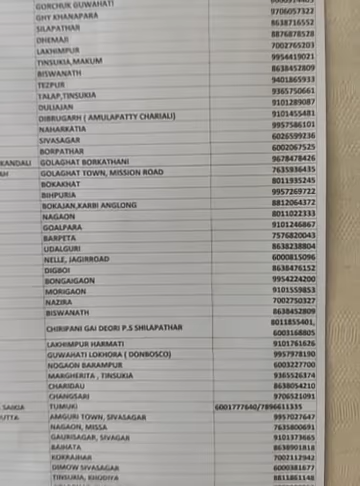 GORCHUK GUWAHATI
GHY KHANAPARA 9706057322
SILAPATHAR 8638716552
DHEMAJI 8876878528
LAKHIMPUR 7002765203
TINSUKIA,MAKUM 9954419021
BISWANATH 8638452809
TEZPUR 9401865933
TALAP,TINSUKIA 9365750661
DULIAJAN 9101289087
DIBRUGARH ( AMULAPATTY CHARIALI) 9101455481
NAHARKATIA 9957586101
SIVASAGAR 6026599236
BORPATHAR 6002067525
KANDALI GOLAGHAT BORKATHANI 9678478426
AH GOLAGHAT TOWN, MISSION ROAD 7635936435
BOKAKHAT 8011935245
BIHPURIA 9957269722
BOKAJAN,KARBI ANGLONG 8812064372
NAGAON 8011022333
GOALPARA 9101246867
BARPETA 7576820043
UDALGURI 8638238804
NELLE, JAGIRROAD 6000815096
DIGBOI 8638476152
BONGAIGAON 9954224200
MORIGAON 9101559853
NAZIRA 7002750327
BISWANATH 8638452809
CHIRIPANI GAI DEORI P.S SHILAPATHAR 8011855401,
6003168805
LAKHIMPUR HARMATI 9101761626
GUWAHATI LOKHORA ( DONBOSCO) 9957978190
NOGAON BARAMPUR 6003227700
MARGHERITA , TINSUKIA 9365526374
CHARIDAU 8638054210
CHANGSARI 9706521091
SAIKIA TUMUKI 6001777640/7896611335
DUTTA AMGURI TOWN, SIVASAGAR 9957027647
NAGAON, MISSA 7635800691
GAURISAGAR, SIVAGAR 9101373665
BAIHATA 8638901818
KOKRAJHAR 7002112942
DIMOW SIVASAGAR 6000381677
TINSUKIA, KHODIYA 8811861148